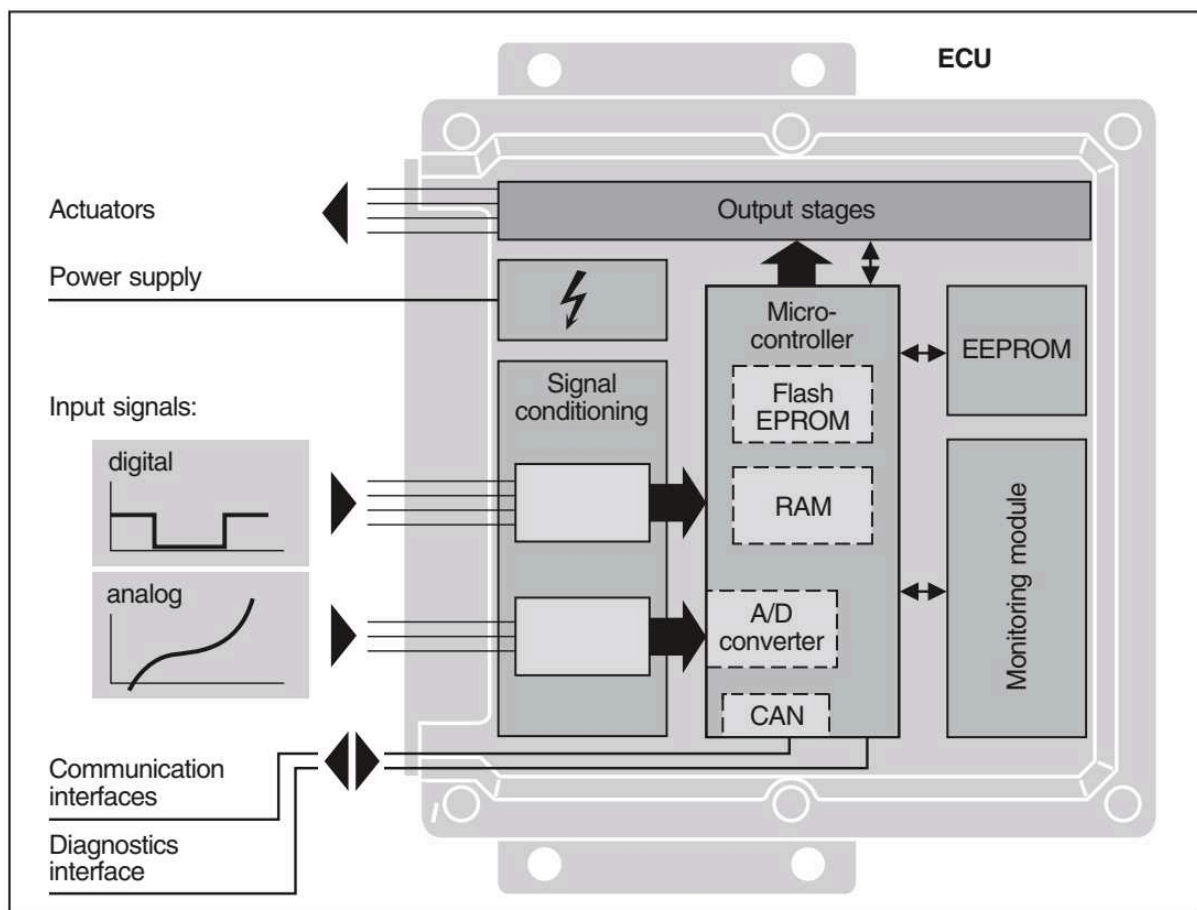 ECU
Actuators
Output stages
Power supply
Micro-
controller
EEPROM
Flash
EPROM
Input signals:
Signal
conditioning
digital
RAM
analog
A/D
converter
Monitoring module
CAN
Communication
interfaces
Diagnostics
interface